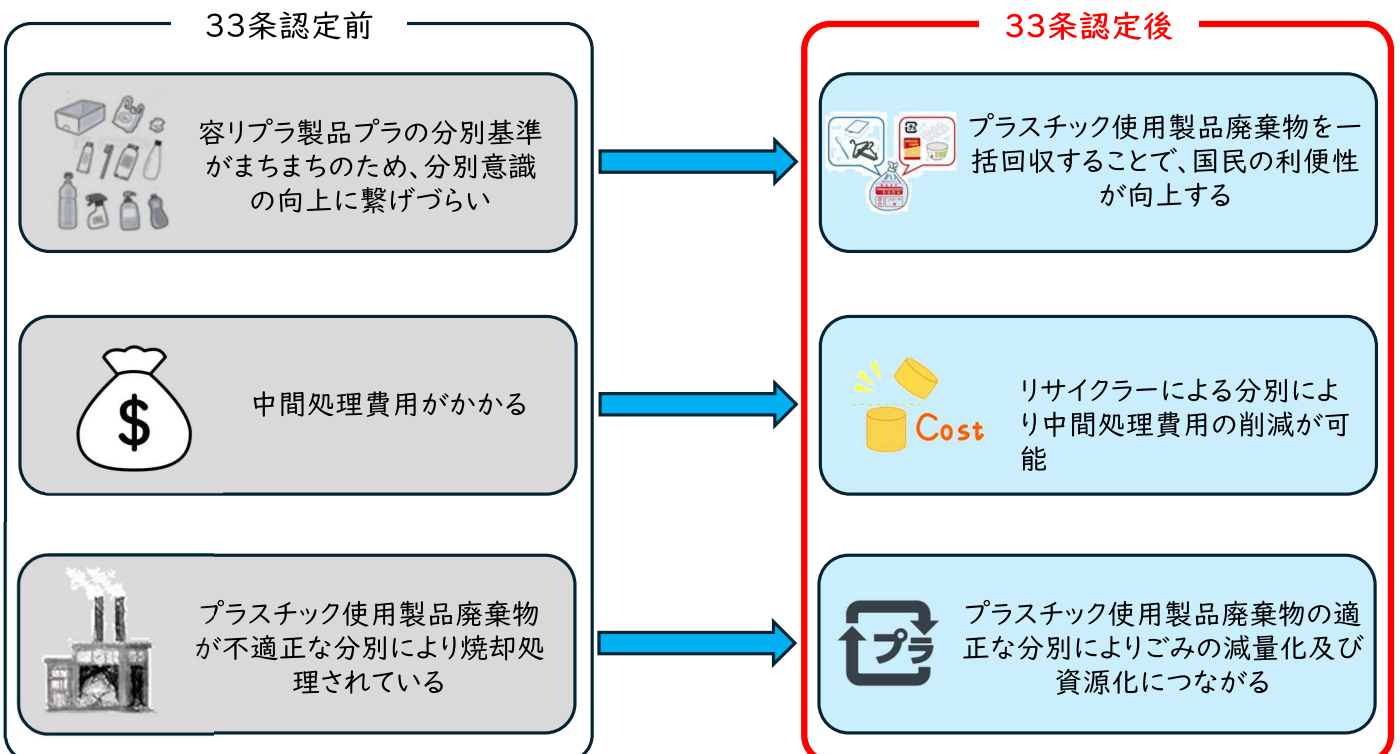 33条認定前
容リプラ製品プラの分別基準
がまちまちのため、分別意識
の向上に繋げづらい
$
中間処理費用がかかる
プラスチック使用製品廃棄物
が不適正な分別により焼却処
理されている
33条認定後
プラスチック使用製品廃棄物を一
括回収することで、国民の利便性
が向上する
Cost
リサイクラーによる分別によ
り中間処理費用の削減が可
能
プラ
プラスチック使用製品廃棄物の適
正な分別によりごみの減量化及び
資源化につながる